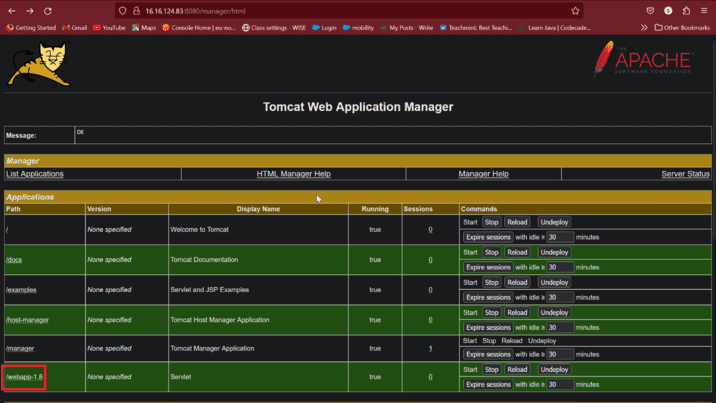 16.16.124.83:8080/manager/html
Getting Started YouTube Maps Console Home | eu no... Class settings - WISE Login mobility My Posts - Write Teachmint: Best Teachi... Learn Java | Codecade... Other Bookmarks
THE
APACHE
SOFTWARE FOUNDATION
Tomcat Web Application Manager
Message: OK
Manager
List Applications HTML Manager Help Manager Help Server Status
Applications
Path Version Display Name Running Sessions Commands
/ None specified Welcome to Tomcat true 0 Start Stop Reload Undeploy
Expire sessions with idle ≥ 30 minutes
/docs None specified Tomcat Documentation true 0 Start Stop Reload Undeploy
Expire sessions with idle ≥ 30 minutes
/examples None specified Servlet and JSP Examples true 0 Start Stop Reload Undeploy
Expire sessions with idle ≥ 30 minutes
/host-manager None specified Tomcat Host Manager Application true 0 Start Stop Reload Undeploy
Expire sessions with idle ≥ 30 minutes
/manager None specified Tomcat Manager Application true 1 Start Stop Reload Undeploy
Expire sessions with idle ≥ 30 minutes
/webapp-1.8 None specified Servlet true 0 Start Stop Reload Undeploy
Expire sessions with idle ≥ 30 minutes